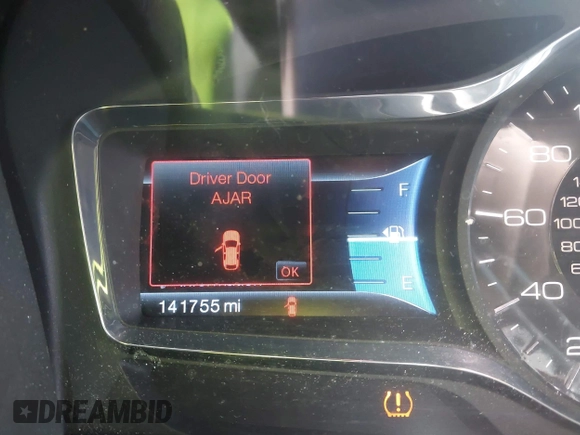 Driver Door
AJAR
OK
F
E
141755 mi
80
60
40
DREAMBID